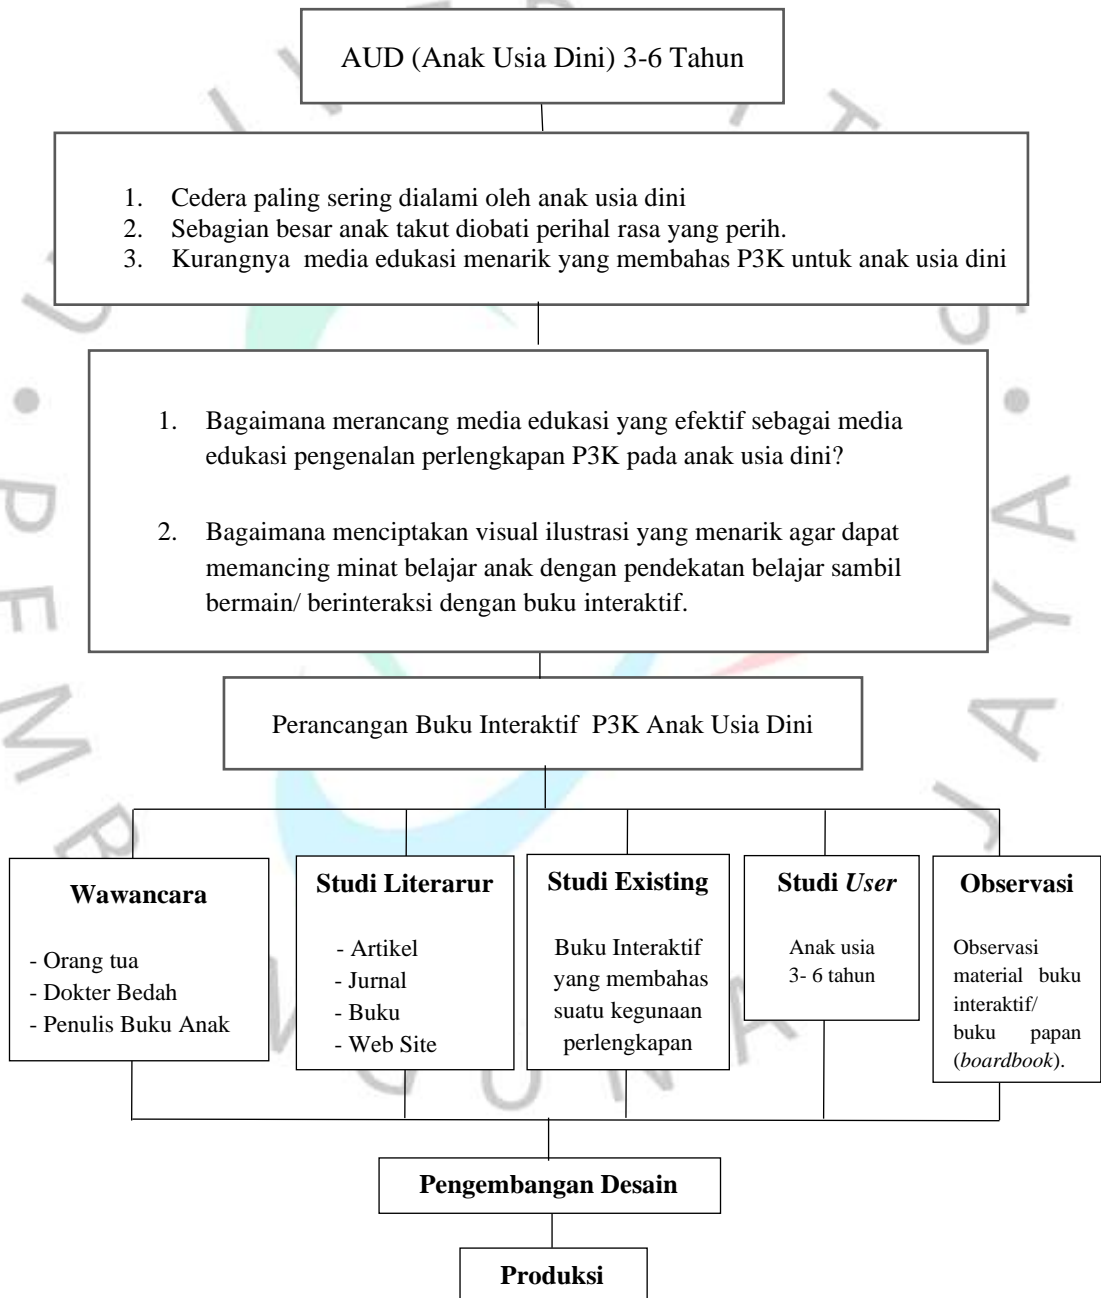 AUD (Anak Usia Dini) 3-6 Tahun
1. Cedera paling sering dialami oleh anak usia dini
2. Sebagian besar anak takut diobati perihal rasa yang perih.
3. Kurangnya media edukasi menarik yang membahas P3K untuk anak usia dini
1. Bagaimana merancang media edukasi yang efektif sebagai media
edukasi pengenalan perlengkapan P3K pada anak usia dini?
2. Bagaimana menciptakan visual ilustrasi yang menarik agar dapat
memancing minat belajar anak dengan pendekatan belajar sambil
bermain/ berinteraksi dengan buku interaktif.
Perancangan Buku Interaktif P3K Anak Usia Dini
Wawancara
- Orang tua
- Dokter Bedah
- Penulis Buku Anak
Studi Literarur
- Artikel
- Jurnal
- Buku
- Web Site
Studi Existing
Buku Interaktif
yang membahas
suatu kegunaan
perlengkapan
Studi User
Anak usia
3- 6 tahun
Observasi
Observasi
material buku
interaktif/
buku papan
(boardbook).
Pengembangan Desain
Produksi